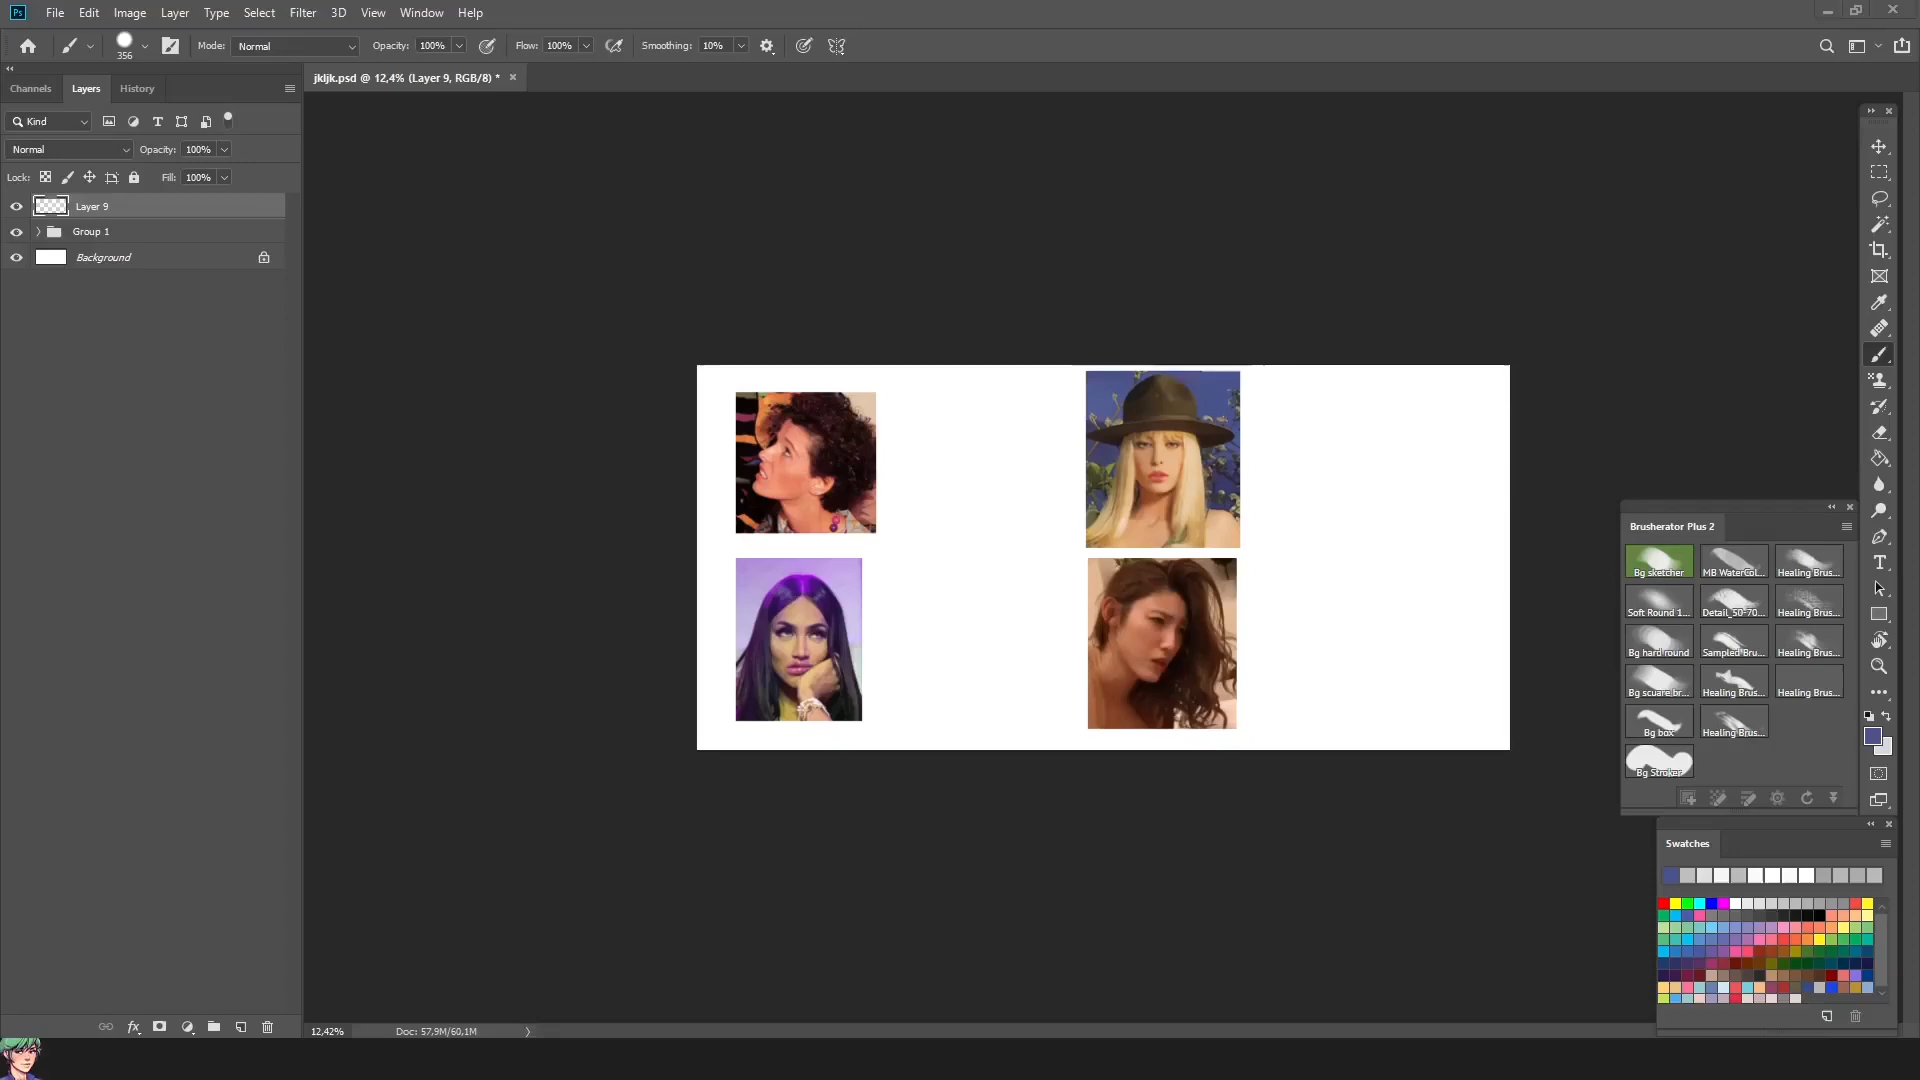 Ps File Edit Image Layer Type Select Filter 3D View Window Help
356 Mode: Normal Opacity: 100% Flow: 100% Smoothing: 10%
Channels Layers History
jkljk.psd @ 12,4% (Layer 9, RGB/8) *
Kind
Normal Opacity: 100%
Lock: Fill: 100%
Layer 9
Group 1
Background
Brusherator Plus 2
Bg sketcher MB WaterCol... Healing Brus...
Soft Round 1... Detail_50-70... Healing Brus...
Bg hard round Sampled Bru... Healing Brus...
Bg scuare br... Healing Brus... Healing Brus...
Bg box Healing Brus...
Bg Stroker
Swatches
12,42% Doc: 57,9M/60,1M